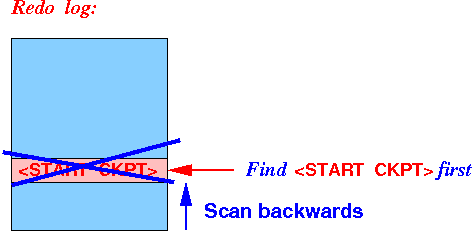 Redo log:
<START CKPT>
Find <START CKPT> first
Scan backwards